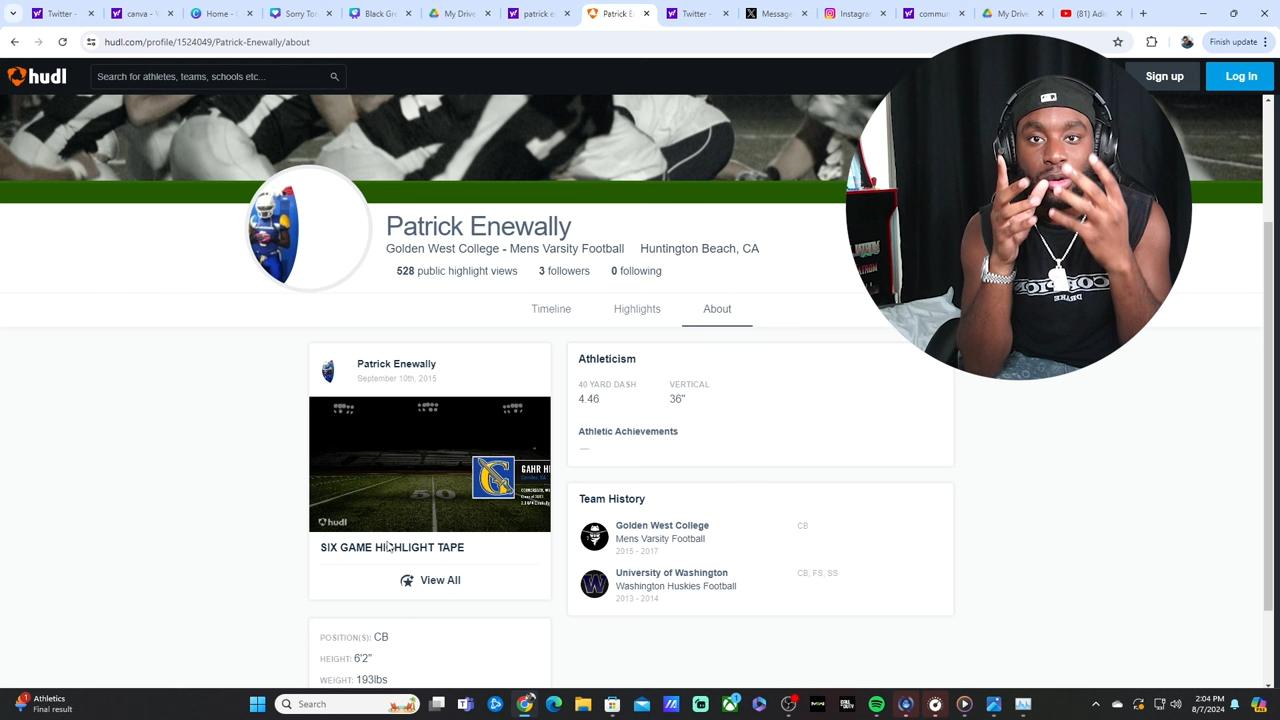 canva - V
Home - C
Sony To
Black Gr
My Drive
patrick e
Patrick E
Twitter -
Message
Instagra
commun
My Drive
(81) Adi
hudl.com/profile/1524049/Patrick-Enewally/about
Finish update
hudl
Search for athletes, teams, schools etc...
Sign up
Log In
Patrick Enewally
Golden West College - Mens Varsity Football Huntington Beach, CA
528 public highlight views 3 followers 0 following
Timeline Highlights About
Patrick Enewally
September 10th, 2015
GAHR HI
50
hudl
SIX GAME HIGHLIGHT TAPE
View All
POSITION(S): CB
HEIGHT: 6'2"
WEIGHT: 193lbs
Athleticism
40 YARD DASH VERTICAL
4.46 36"
Athletic Achievements
—
Team History
Golden West College CB
Mens Varsity Football
2015 - 2017
University of Washington CB, FS, SS
Washington Huskies Football
2013 - 2014
Athletics
Final result
Search
2:04 PM
8/7/2024